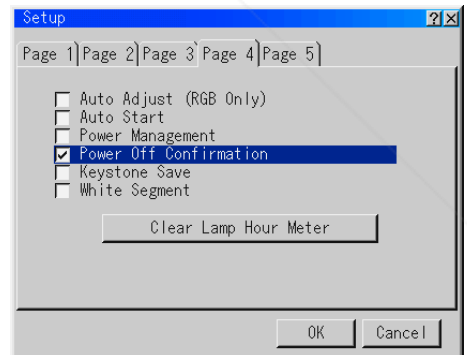 Setup
Page 1 Page 2 Page 3 Page 4 Page 5
Auto Adjust (RGB Only)
Auto Start
Power Management
Power Off Confirmation
Keystone Save
White Segment
Clear Lamp Hour Meter
OK Cancel